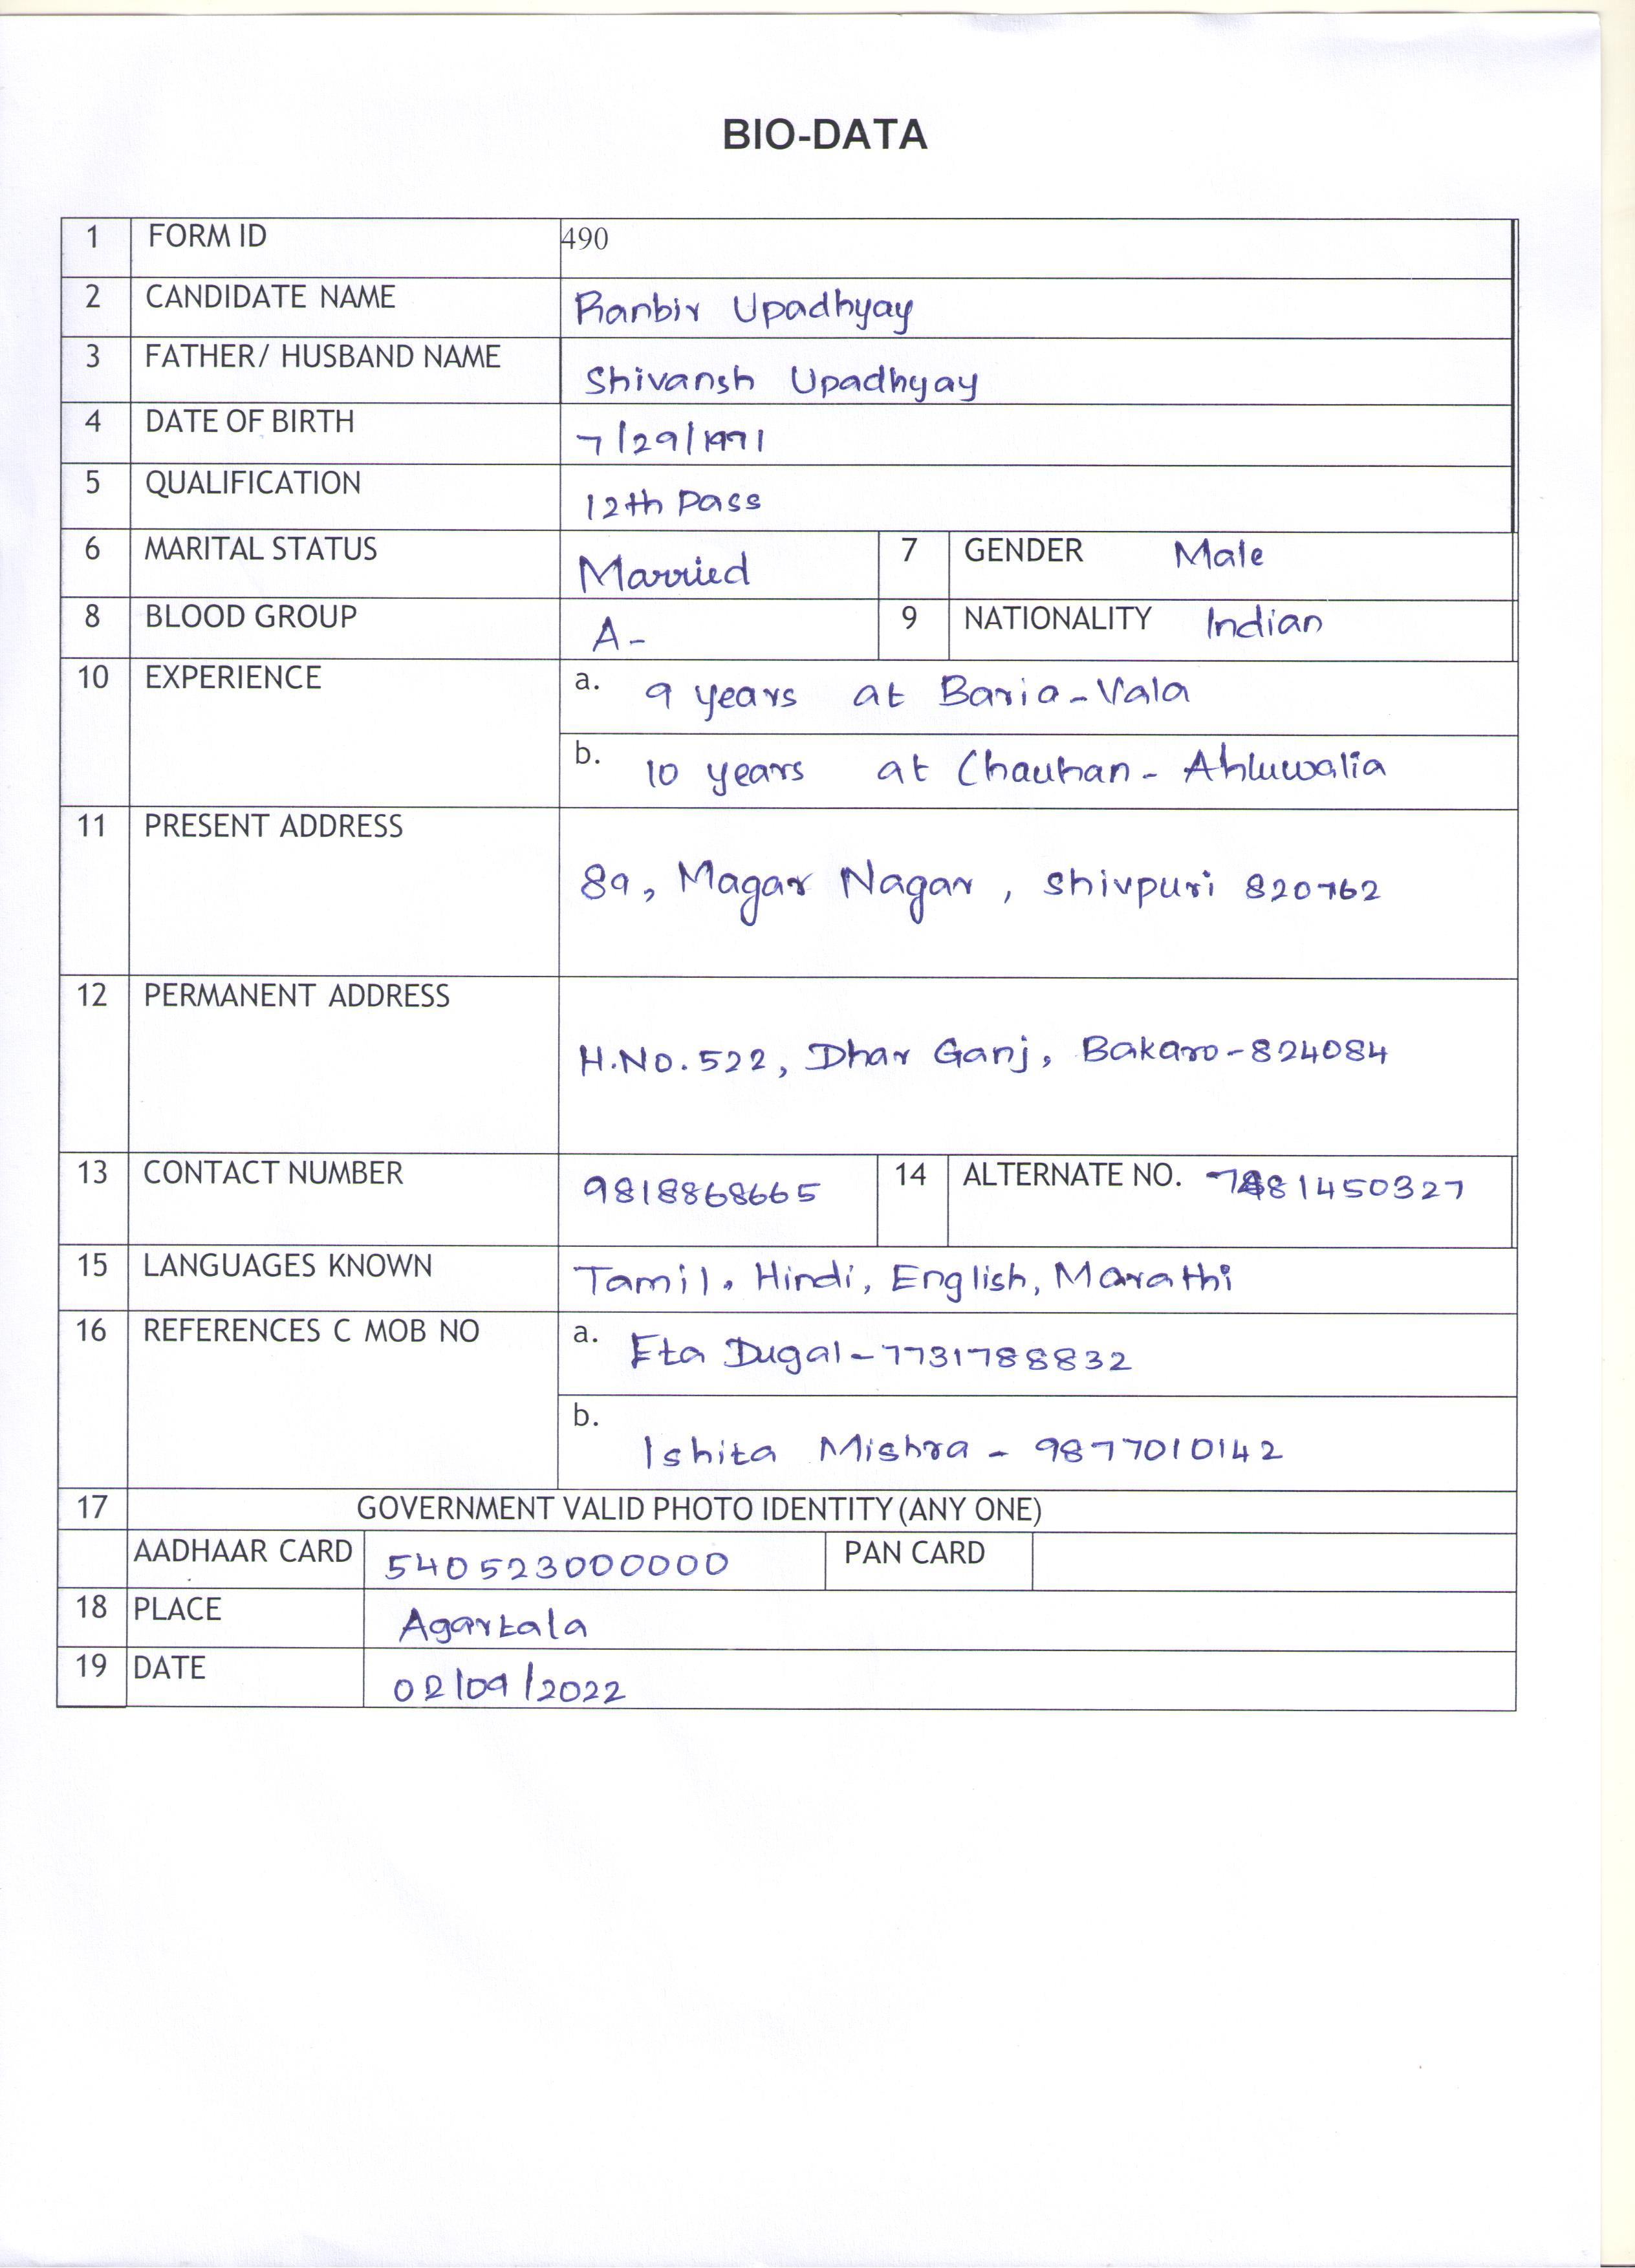 BIO-DATA
1 FORM ID 490
2 CANDIDATE NAME Ranbir Upadhyay
3 FATHER/ HUSBAND NAME Shivansh Upadhyay
4 DATE OF BIRTH 7/29/1971
5 QUALIFICATION 12th Pass
6 MARITAL STATUS Married 7 GENDER Male
8 BLOOD GROUP A- 9 NATIONALITY Indian
10 EXPERIENCE a. 9 years at Baria-Vala
b. 10 years at Chauhan - Ahluwalia
11 PRESENT ADDRESS
89, Magar Nagar, Shivpuri 820762
12 PERMANENT ADDRESS
H.No. 522, Dhar Ganj, Bakaro-824084
13 CONTACT NUMBER 9818868665 14 ALTERNATE NO.
15 LANGUAGES KNOWN Tamil, Hindi, English, Marathi
16 REFERENCES C MOB NO a. Eta Dugal-7731788832
b. Ishita Mishra - 9877010142
17 GOVERNMENT VALID PHOTO IDENTITY (ANY ONE)
AADHAAR CARD 540523000000 PAN CARD
18 PLACE Agartala
19 DATE 02/09/2022